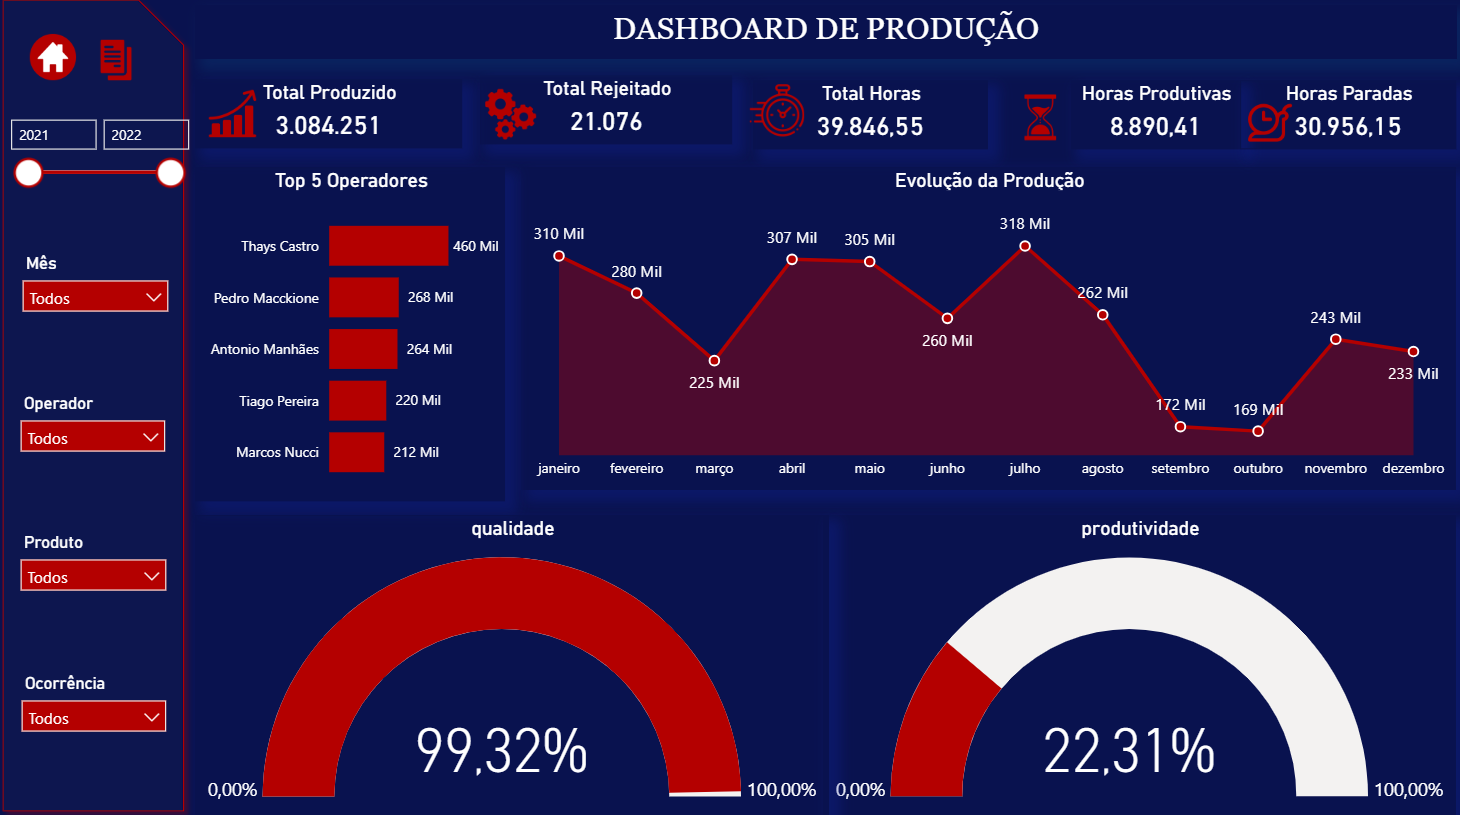 DASHBOARD DE PRODUÇÃO
2021
2022
Mês
Todos
Operador
Todos
Produto
Todos
Ocorrência
Todos
Total Produzido
3.084.251
Total Rejeitado
21.076
Total Horas
39.846,55
Horas Produtivas
8.890,41
Horas Paradas
30.956,15
Top 5 Operadores
Thays Castro 460 Mil
Pedro Macckione 268 Mil
Antonio Manhães 264 Mil
Tiago Pereira 220 Mil
Marcos Nucci 212 Mil
Evolução da Produção
310 Mil
280 Mil
225 Mil
307 Mil
305 Mil
260 Mil
318 Mil
262 Mil
172 Mil
169 Mil
243 Mil
233 Mil
janeiro fevereiro março abril maio junho julho agosto setembro outubro novembro dezembro
qualidade
99,32%
0,00% 100,00%
produtividade
22,31%
0,00% 100,00%